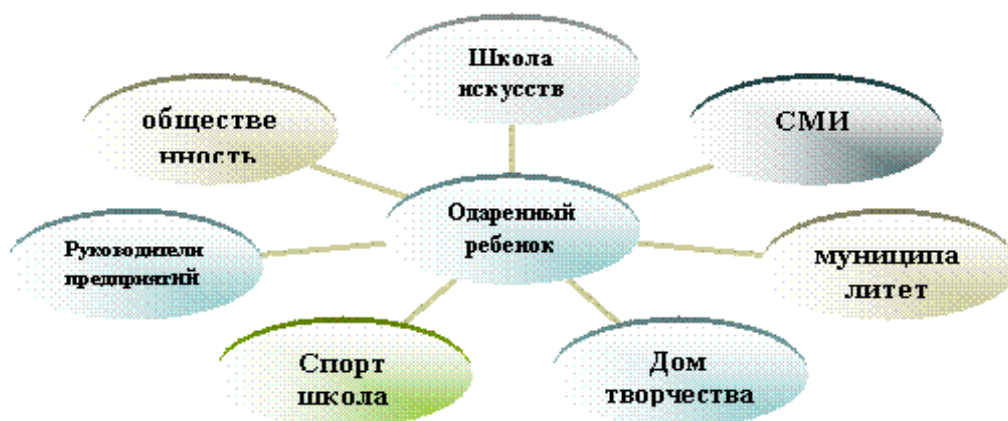 Школа
искусств
СМИ
обществе
нность
Одаренный
ребенок
Руководители
предприятий
муниципа
литет
Спорт
школа
Дом
творчества